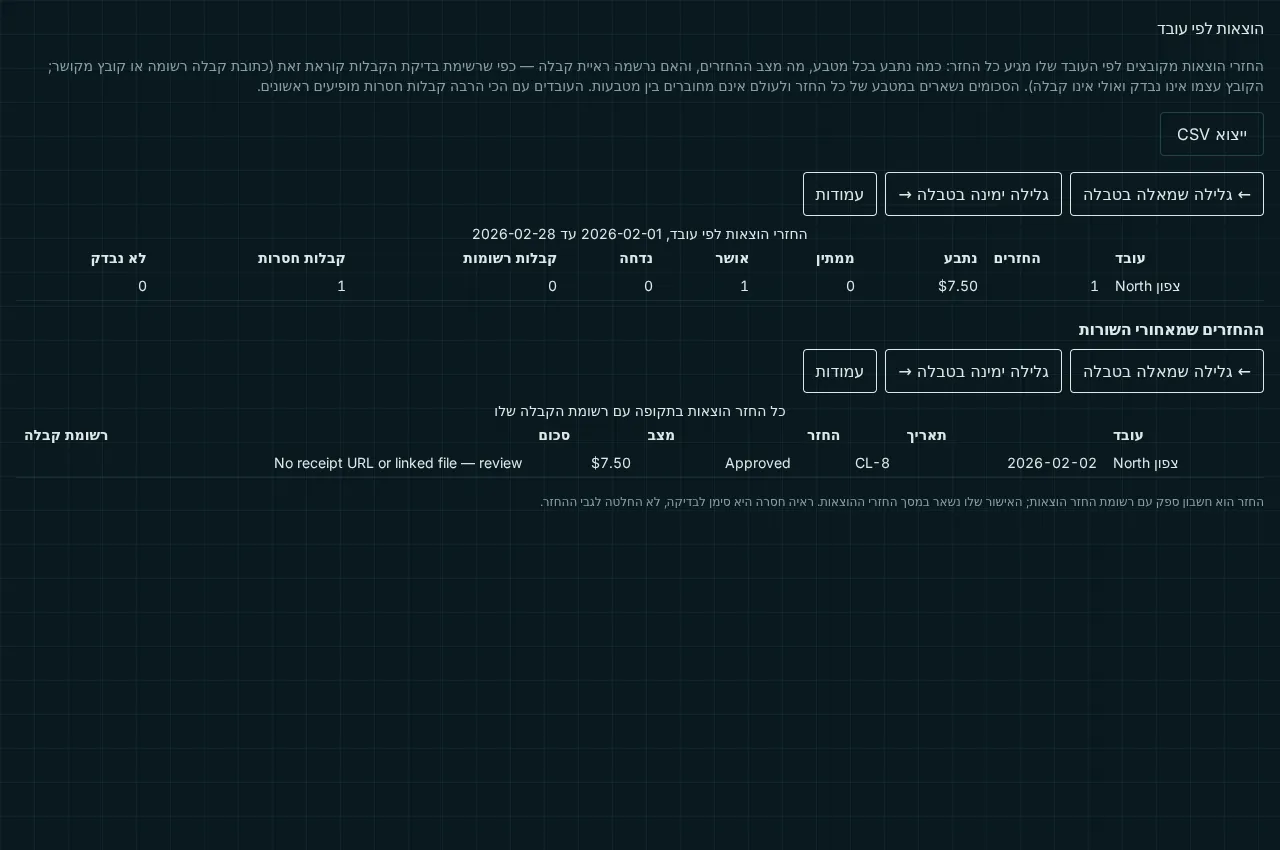 הוצאות לפי עובד
החזרי הוצאות מקובצים לפי העובד שלו מגיע כל החזר: כמה נתבע בכל מטבע, מה מצב ההחזרים, והאם נרשמה ראיית קבלה — כפי שרשימת בדיקת הקבלות קוראת זאת (כתובת קבלה רשומה או קובץ מקושר;
הקובץ עצמו אינו נבדק ואולי אינו קבלה). הסכומים נשארים במטבע של כל החזר ולעולם אינם מחוברים בין מטבעות. העובדים עם הכי הרבה קבלות חסרות מופיעים ראשונים.
ייצוא CSV
← גלילה שמאלה בטבלה גלילה ימינה בטבלה → עמודות
החזרי הוצאות לפי עובד, 2026-02-01 עד 2026-02-28
עובד החזרים נתבע ממתין אושר נדחה קבלות רשומות קבלות חסרות לא נבדק
צפון North 1 $7.50 0 1 0 0 1 0
ההחזרים שמאחורי השורות
← גלילה שמאלה בטבלה גלילה ימינה בטבלה → עמודות
כל החזר הוצאות בתקופה עם רשומת הקבלה שלו
עובד תאריך החזר מצב סכום רשומת קבלה
צפון North 2026-02-02 CL-8 Approved $7.50 No receipt URL or linked file — review
החזר הוא חשבון ספק עם רשומת החזר הוצאות; האישור שלו נשאר במסך החזרי ההוצאות. ראיה חסרה היא סימן לבדיקה, לא החלטה לגבי ההחזר.